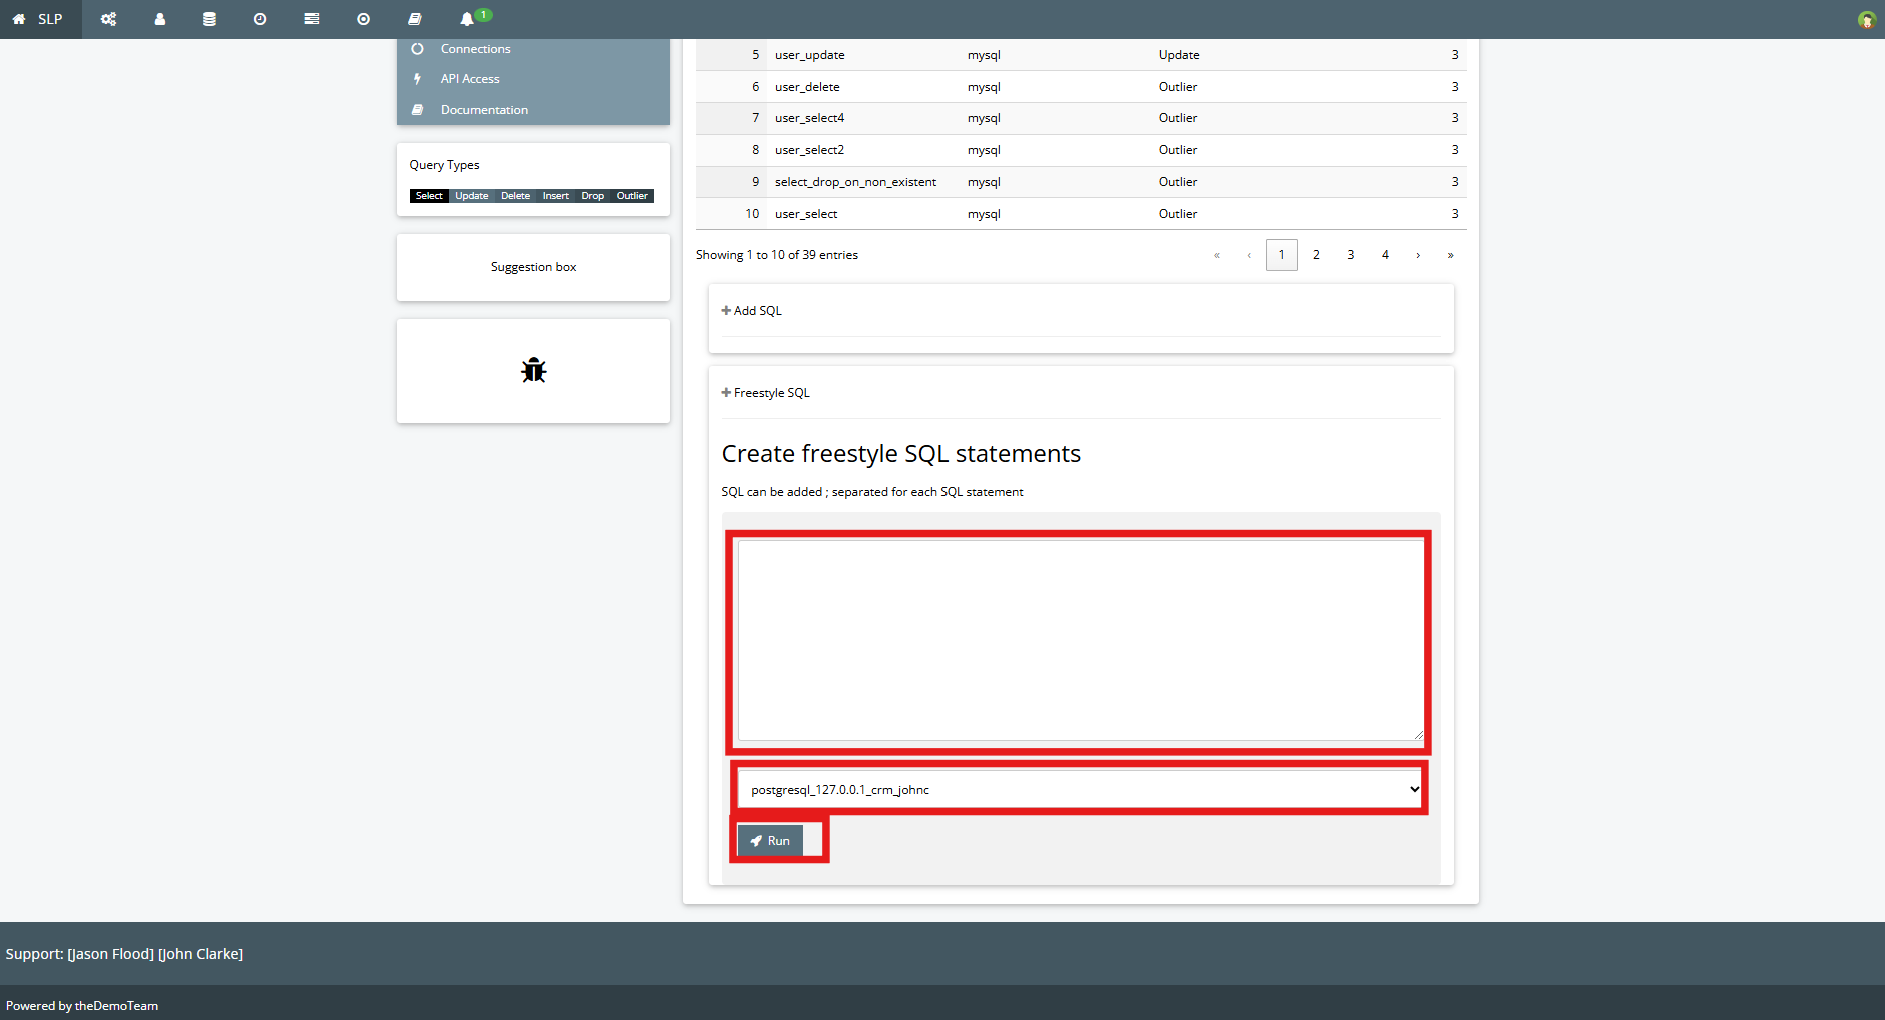 SLP
1
Connections
API Access
Documentation
Query Types
Select Update Delete Insert Drop Outlier
Suggestion box
5 user_update mysql Update 3
6 user_delete mysql Outlier 3
7 user_select4 mysql Outlier 3
8 user_select2 mysql Outlier 3
9 select_drop_on_non_existent mysql Outlier 3
10 user_select mysql Outlier 3
Showing 1 to 10 of 39 entries
« ‹ 1 2 3 4 › »
Add SQL
Freestyle SQL
Create freestyle SQL statements
SQL can be added ; separated for each SQL statement
postgresql_127.0.0.1_crm_johnc
Run
Support: [Jason Flood] [John Clarke]
Powered by theDemoTeam